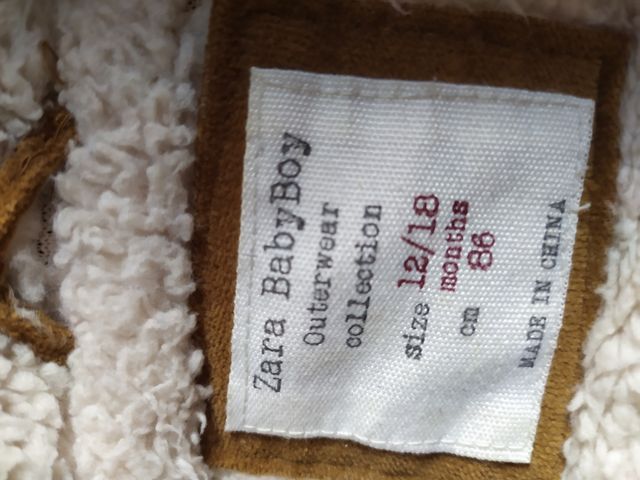 Zara BabyBoy
Outerwear
collection
Size 12/18
months
cm 86
MADE IN CHINA